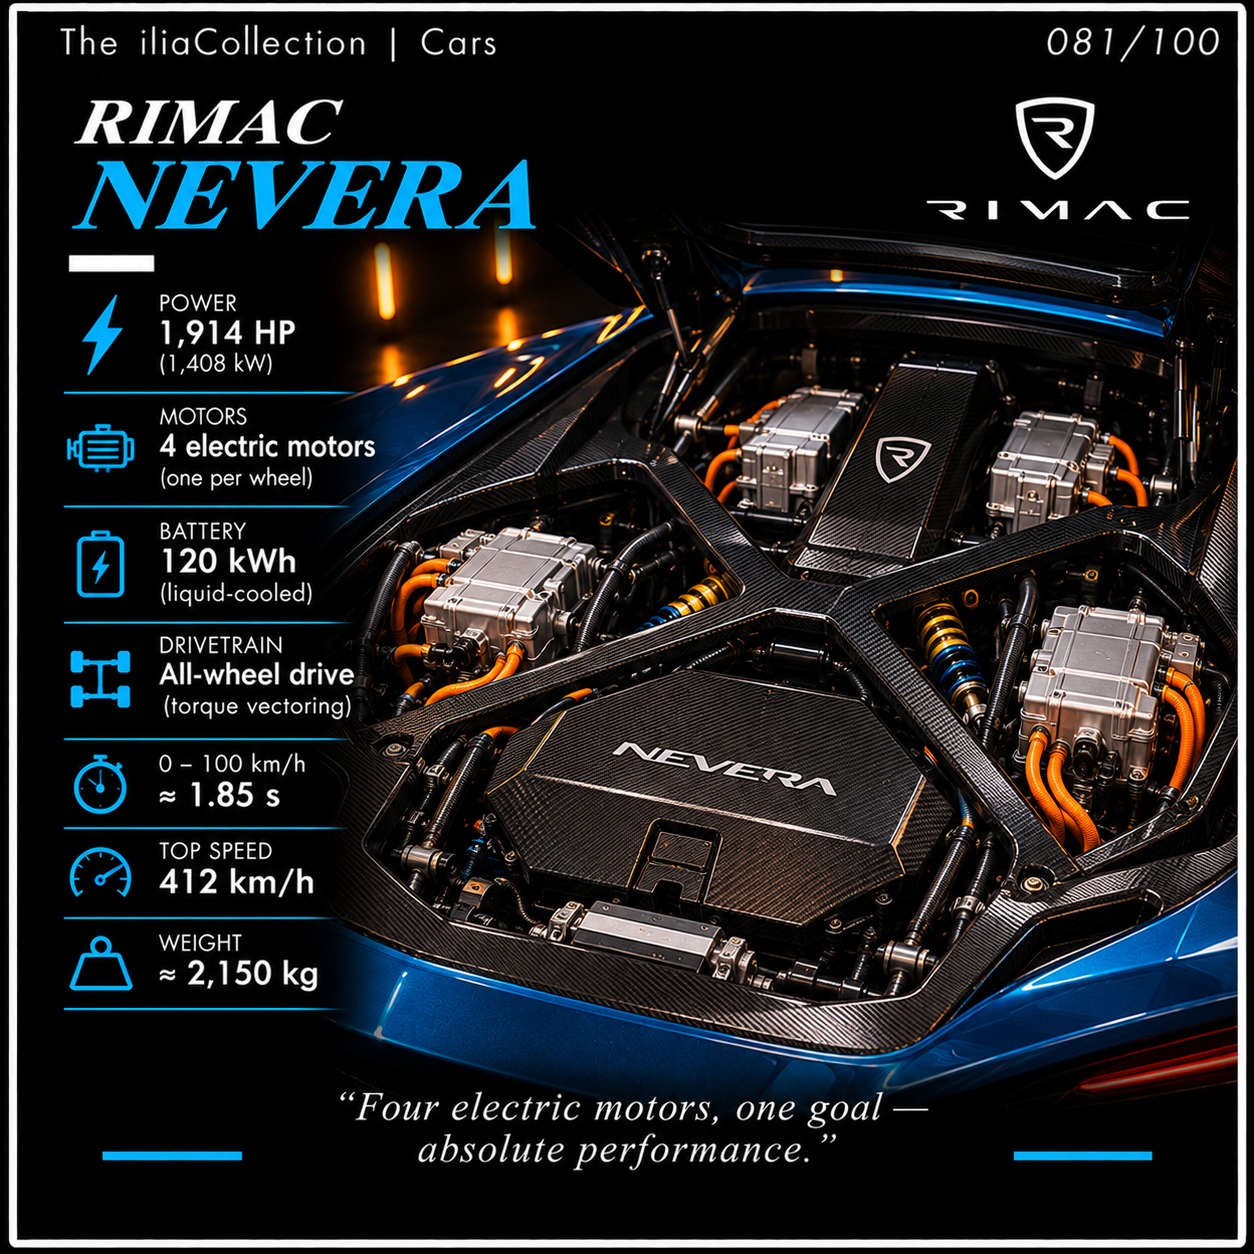 The iliaCollection | Cars
081/100
RIMAC
NEVERA
RIMAC
POWER
1,914 HP
(1,408 kW)
MOTORS
4 electric motors
(one per wheel)
BATTERY
120 kWh
(liquid-cooled)
DRIVETRAIN
All-wheel drive
(torque vectoring)
0 – 100 km/h
≈ 1.85 s
TOP SPEED
412 km/h
WEIGHT
≈ 2,150 kg
NEVERA
“Four electric motors, one goal —
absolute performance.”